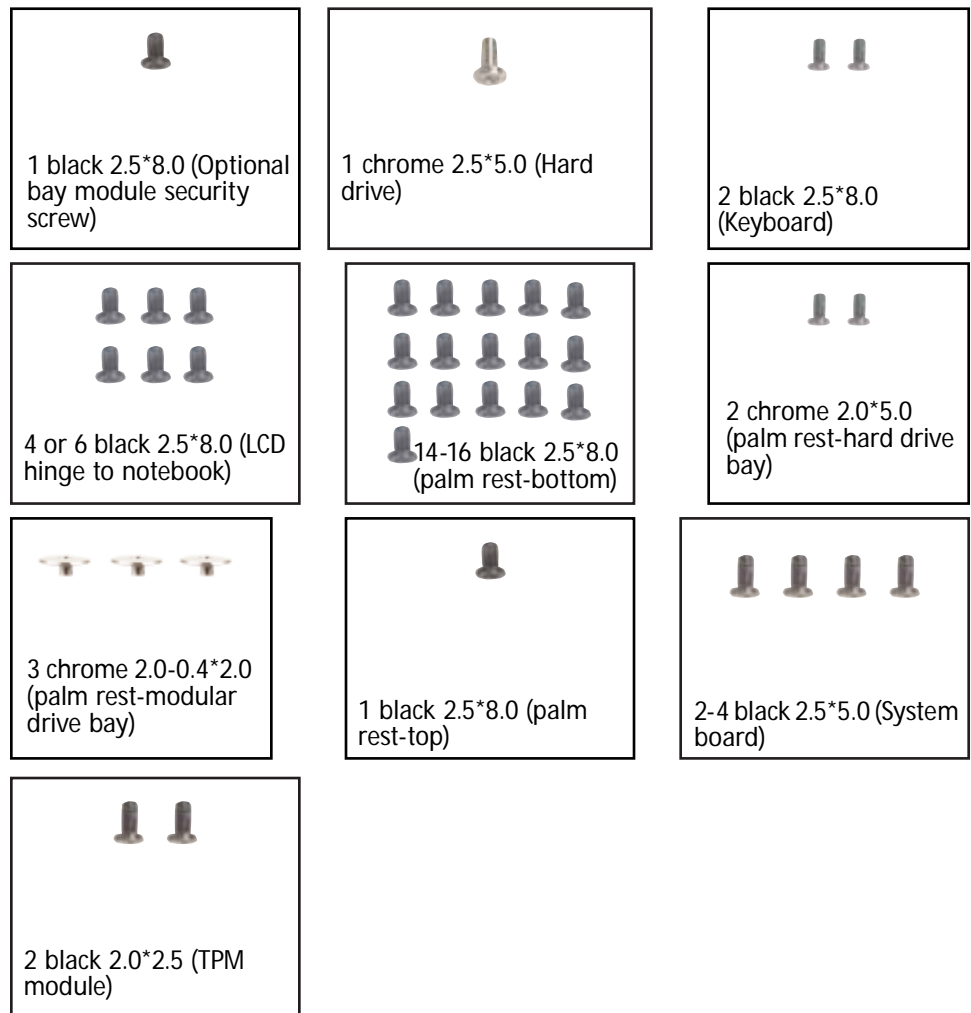 1 black 2.5*8.0 (Optional
bay module security
screw)
1 chrome 2.5*5.0 (Hard
drive)
2 black 2.5*8.0
(Keyboard)
4 or 6 black 2.5*8.0 (LCD
hinge to notebook)
14-16 black 2.5*8.0
(palm rest-bottom)
2 chrome 2.0*5.0
(palm rest-hard drive
bay)
3 chrome 2.0-0.4*2.0
(palm rest-modular
drive bay)
1 black 2.5*8.0 (palm
rest-top)
2-4 black 2.5*5.0 (System
board)
2 black 2.0*2.5 (TPM
module)